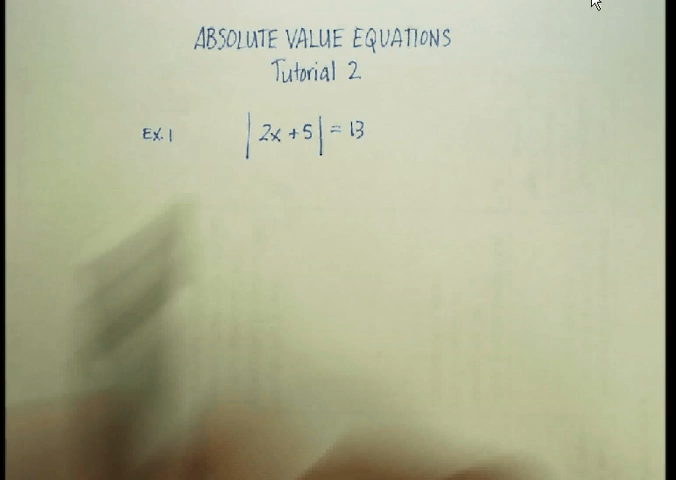 ABSOLUTE VALUE EQUATIONS
Tutorial 2
Ex. 1 |2x + 5| = 13